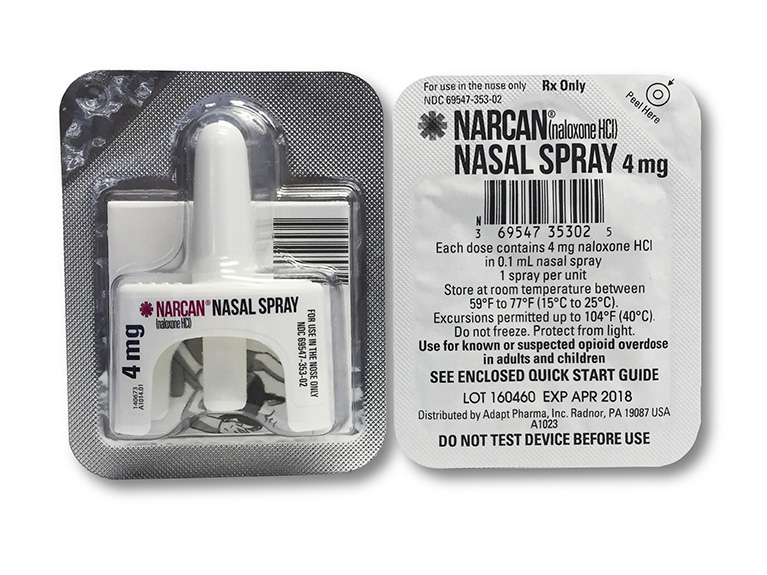 NARCAN® NASAL SPRAY
(naloxone HCl)
4 mg
FOR USE IN THE NOSE ONLY
NDC 69547-353-02
A1014.01
For use in the nose only Rx Only
NDC 69547-353-02
Peel Here
NARCAN® (naloxone HCl)
NASAL SPRAY 4 mg
N
3 69547 35302 5
Each dose contains 4 mg naloxone HCl
in 0.1 mL nasal spray
1 spray per unit
Store at room temperature between
59°F to 77°F (15°C to 25°C).
Excursions permitted up to 104°F (40°C).
Do not freeze. Protect from light.
Use for known or suspected opioid overdose
in adults and children
SEE ENCLOSED QUICK START GUIDE
LOT 160460 EXP APR 2018
Distributed by Adapt Pharma, Inc. Radnor, PA 19087 USA
A1023
DO NOT TEST DEVICE BEFORE USE